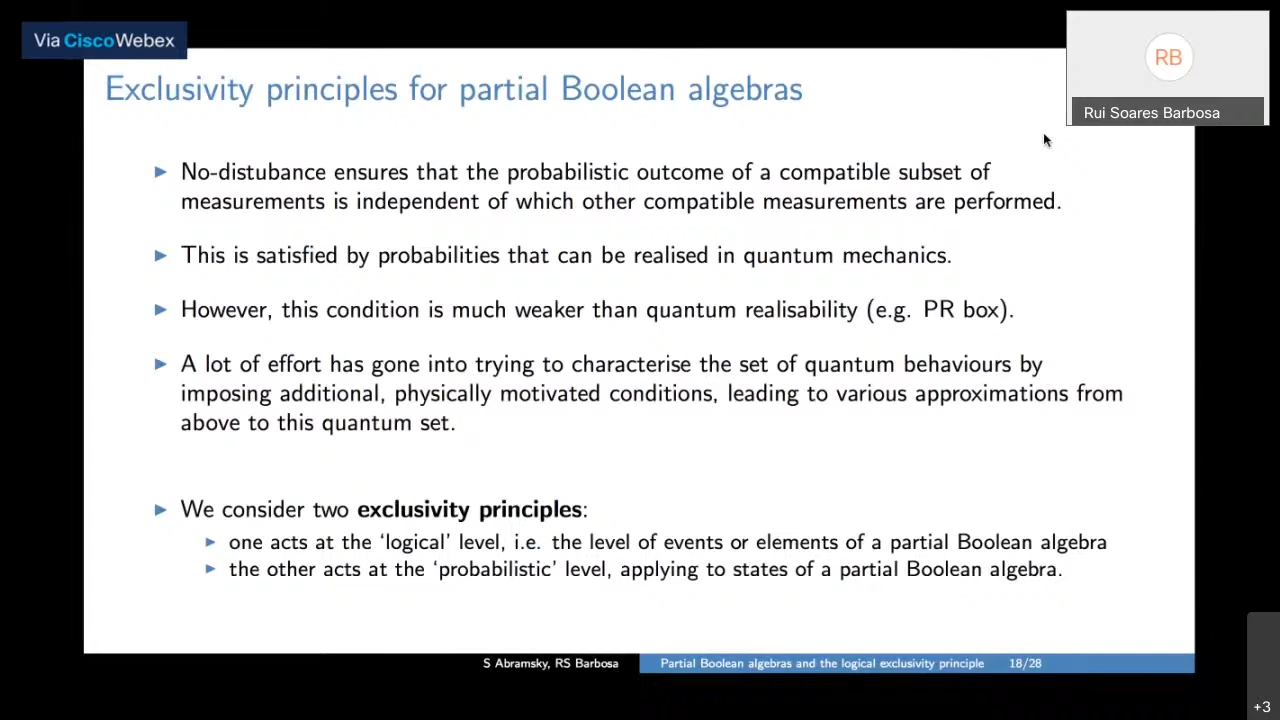 Via CiscoWebex
RB
Rui Soares Barbosa
Exclusivity principles for partial Boolean algebras
No-distubance ensures that the probabilistic outcome of a compatible subset of
measurements is independent of which other compatible measurements are performed.
This is satisfied by probabilities that can be realised in quantum mechanics.
However, this condition is much weaker than quantum realisability (e.g. PR box).
A lot of effort has gone into trying to characterise the set of quantum behaviours by
imposing additional, physically motivated conditions, leading to various approximations from
above to this quantum set.
We consider two exclusivity principles:
one acts at the ‘logical’ level, i.e. the level of events or elements of a partial Boolean algebra
the other acts at the ‘probabilistic’ level, applying to states of a partial Boolean algebra.
S Abramsky, RS Barbosa
Partial Boolean algebras and the logical exclusivity principle 18/28
+3